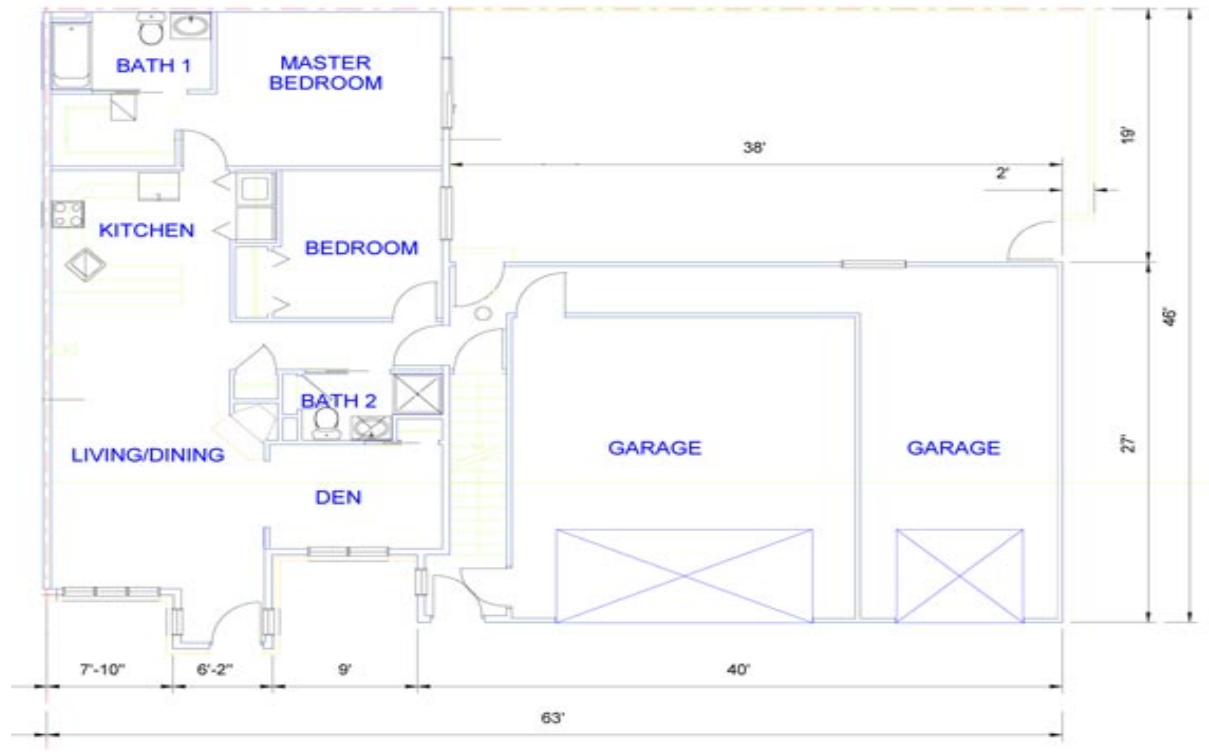 BATH 1
MASTER
BEDROOM
19'
38'
2'
KITCHEN
BEDROOM
46'
BATH 2
LIVING/DINING
GARAGE
GARAGE
27'
DEN
7'-10"
6'-2"
9'
40'
63'